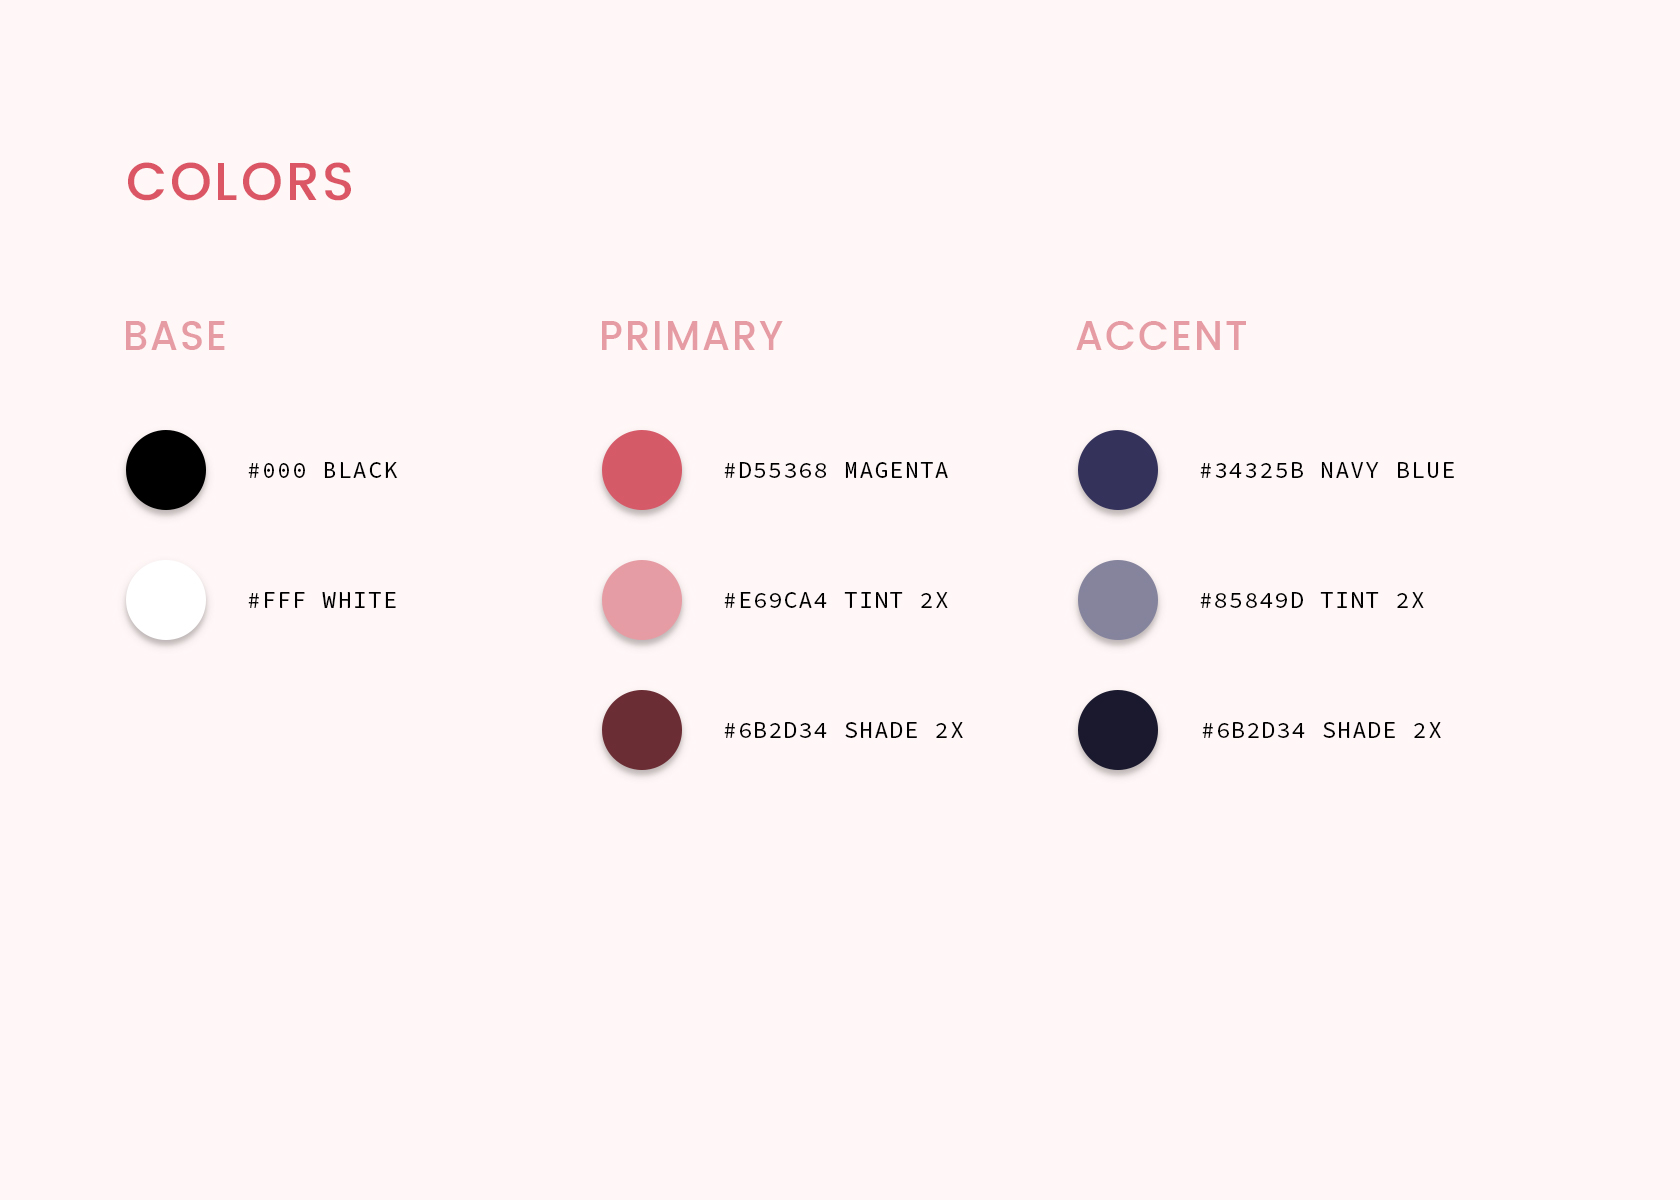 COLORS
BASE
#000 BLACK
#FFF WHITE
PRIMARY
#D55368 MAGENTA
#E69CA4 TINT 2X
#6B2D34 SHADE 2X
ACCENT
#34325B NAVY BLUE
#85849D TINT 2X
#6B2D34 SHADE 2X